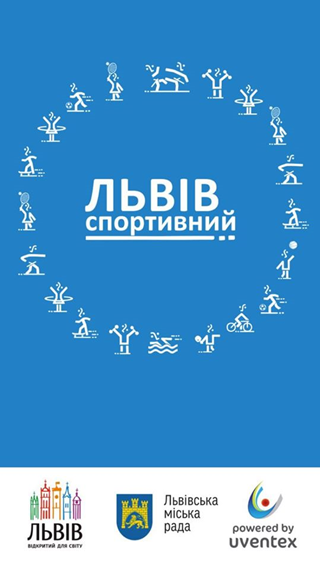 ЛЬВІВ
спортивний
ЛЬВІВ
ВІДКРИТИЙ ДЛЯ СВІТУ
Львівська
міська
рада
powered by
uventex